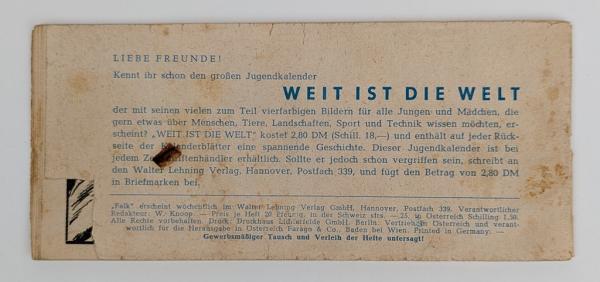 LIEBE FREUNDE!
Kennt ihr schon den großen Jugendkalender
WEIT IST DIE WELT
der mit seinen vielen zum Teil vierfarbigen Bildern für alle Jungen und Mädchen, die
gern etwas über Menschen, Tiere, Landschaften, Sport und Technik wissen möchten, er-
scheint? „WEIT IST DIE WELT" kostet 2,80 DM (Schill. 18,—) und enthält auf jeder Rück-
seite der Kalenderblätter eine spannende Geschichte. Dieser Jugendkalender ist bei
jedem Zeitschriftenhändler erhältlich. Sollte er jedoch schon vergriffen sein, schreibt an
den Walter Lehning Verlag, Hannover, Postfach 339, und fügt den Betrag von 2,80 DM
in Briefmarken bei.
„Falk" erscheint wöchentlich im Walter Lehning Verlag GmbH, Hannover, Postfach 339. Verantwortlicher
Redakteur: W. Knoop. — Preis je Heft 20 Pfennig, in der Schweiz sfrs. —.25, in Österreich Schilling 1.50.
Alle Rechte vorbehalten. Druck: Druckhaus Lichterfelde GmbH. Berlin. Vertrieb in Österreich und verant-
wortlich für die Herausgabe in Österreich Farago & Co., Baden bei Wien. Printed in Germany. —
Gewerbsmäßiger Tausch und Verleih der Hefte untersagt!